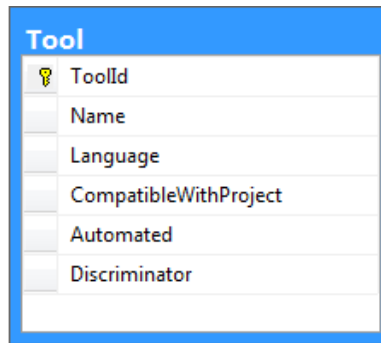 Tool
ToolId
Name
Language
CompatibleWithProject
Automated
Discriminator